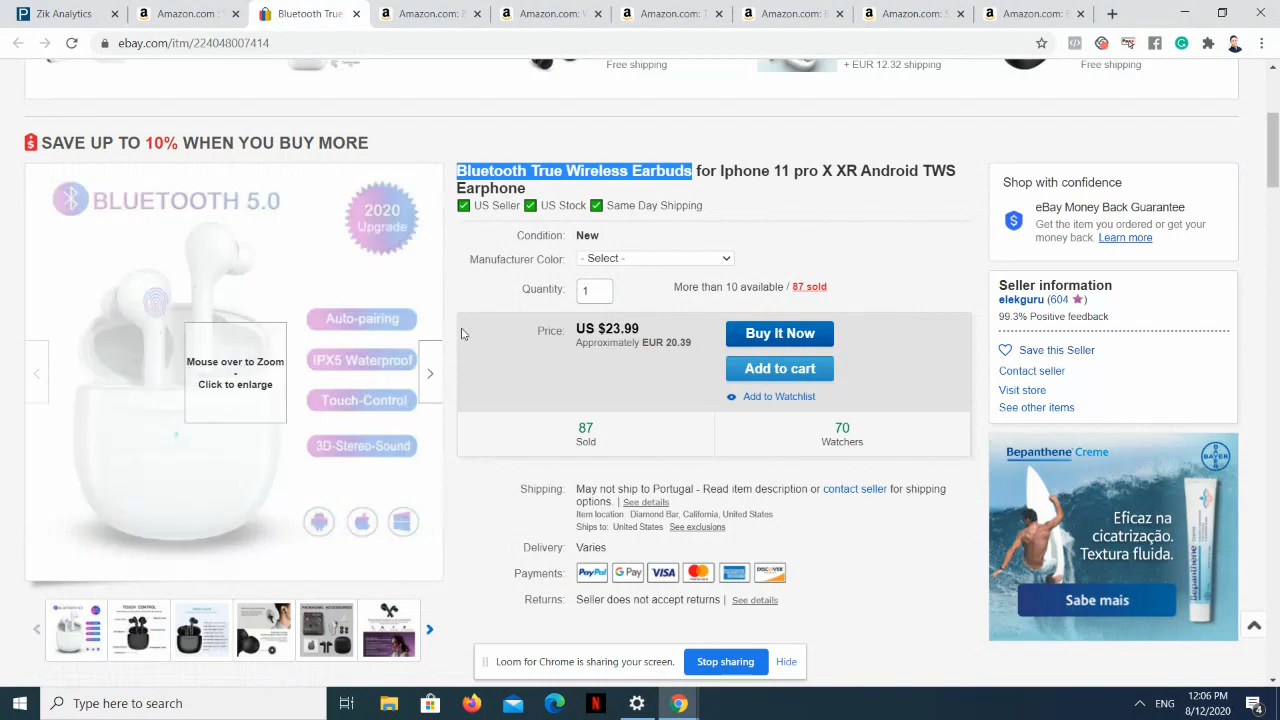 Zik Analytic
Amazon.com :
Bluetooth Tru
Amazon.com: B
Amazon.com: W
Amazon.com: T
Amazon.com: B
Amazon.com: S
Amazon.com: E
ebay.com/itm/224048007414
Free shipping
+ EUR 12.32 shipping
Free shipping
SAVE UP TO 10% WHEN YOU BUY MORE
BLUETOOTH 5.0
2020
Upgrade
Auto-pairing
IPX5 Waterproof
Touch-Control
3D-Stereo-Sound
Mouse over to Zoom
-
Click to enlarge
TOUCH CONTROL
Bluetooth True Wireless Earbuds for Iphone 11 pro X XR Android TWS
Earphone
US Seller US Stock Same Day Shipping
Condition: New
Manufacturer Color: - Select -
Quantity: 1 More than 10 available / 87 sold
Price: US $23.99
Approximately EUR 20.39
Buy It Now
Add to cart
Add to Watchlist
87
Sold
70
Watchers
Shipping: May not ship to Portugal - Read item description or contact seller for shipping
options. | See details
Item location: Diamond Bar, California, United States
Ships to: United States See exclusions
Delivery: Varies
Payments: PayPal G Pay VISA DISCOVER
Returns: Seller does not accept returns | See details
Shop with confidence
eBay Money Back Guarantee
Get the item you ordered or get your
money back. Learn more
Seller information
elekguru (604 )
99.3% Positive feedback
Save this Seller
Contact seller
Visit store
See other items
Bepanthene Creme
BAYER
Eficaz na
cicatrização.
Textura fluida.
Sabe mais
Loom for Chrome is sharing your screen. Stop sharing Hide
Type here to search
ENG
12:06 PM
8/12/2020
4